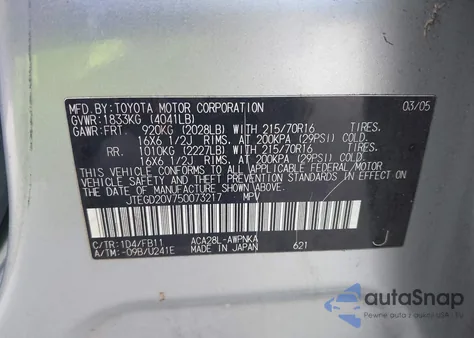 MFD. BY: TOYOTA MOTOR CORPORATION 03/05
GVWR: 1833KG (4041LB)
GAWR: FRT. 920KG (2028LB) WITH 215/70R16 TIRES.
16X6 1/2J RIMS. AT 200KPA (29PSI) COLD.
RR. 1010KG (2227LB) WITH 215/70R16 TIRES.
16X6 1/2J RIMS. AT 200KPA (29PSI) COLD.
THIS VEHICLE CONFORMS TO ALL APPLICABLE FEDERAL MOTOR
VEHICLE SAFETY STANDARDS IN EFFECT ON THE DATE OF
MANUFACTURE SHOWN ABOVE.
JTEGD20V750073217 MPV
C/TR: 1D4/FB11 ACA28L-AWPNKA J
A/TM: -09B/U241E MADE IN JAPAN 621
autaSnap
Pomoc w zakupie aut z USA